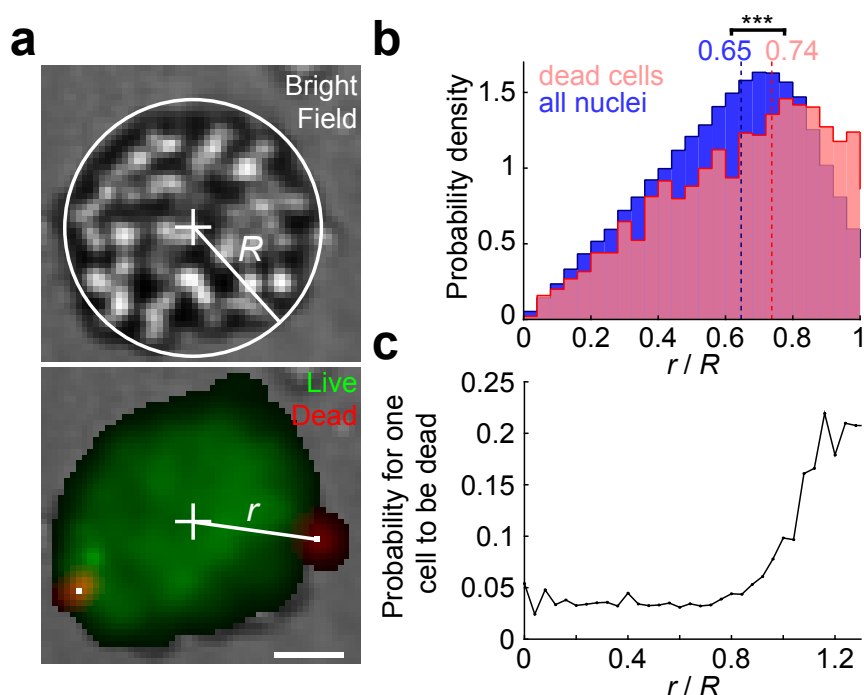 a
Bright
Field
R
Live
Dead
r
b
***
0.65 0.74
dead cells
all nuclei
Probability density
1.5
1
0.5
0
0 0.2 0.4 0.6 0.8 1
r / R
c
Probability for one
cell to be dead
0.25
0.2
0.15
0.1
0.05
0
0 0.4 0.8 1.2
r / R